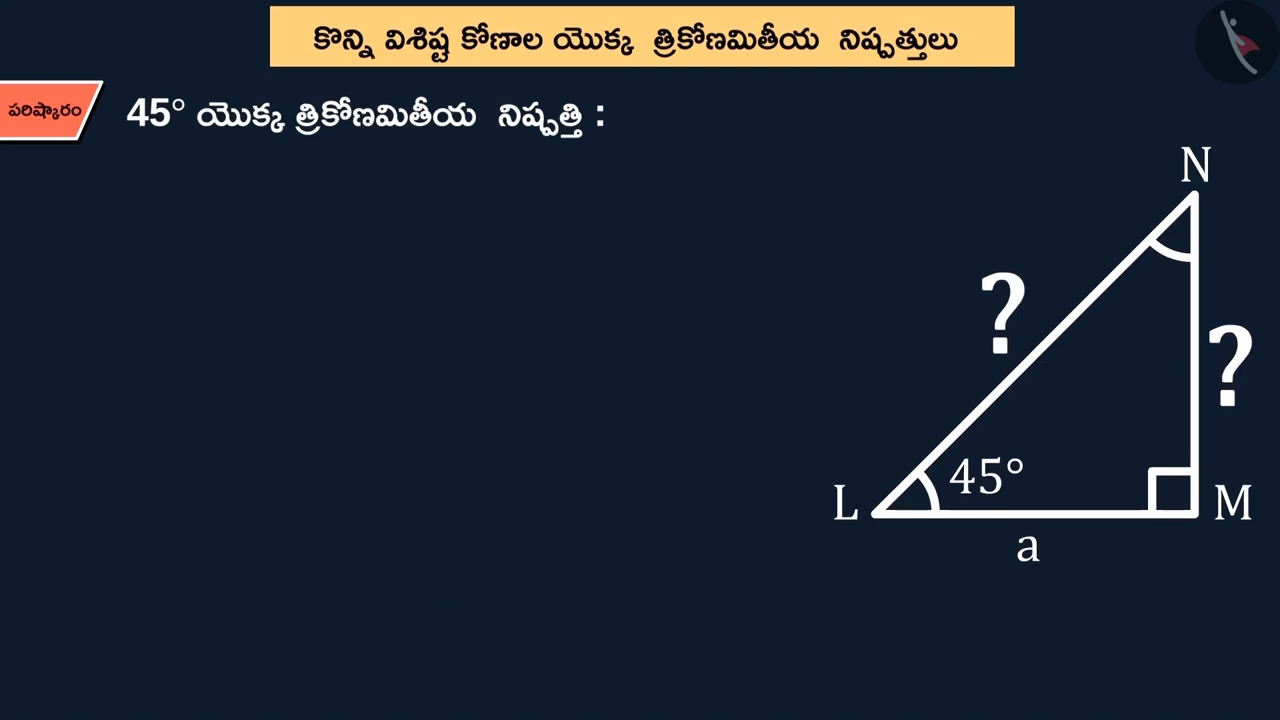 కొన్ని విశిష్ట కోణాల యొక్క త్రికోణమితీయ నిష్పత్తులు
పరిష్కారం
45° యొక్క త్రికోణమితీయ నిష్పత్తి :
N
?
?
45°
L
M
a